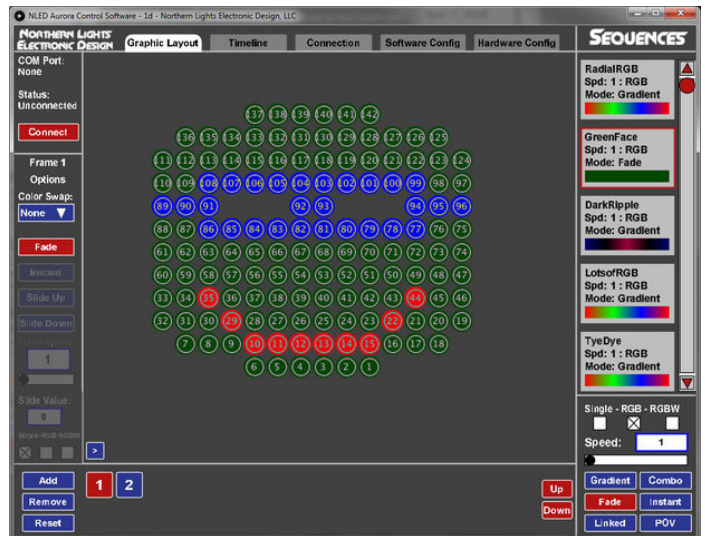 NLED Aurora Control Software - 1d - Northern Lights Electronic Design, LLC
NORTHERN LIGHTS
ELECTRONIC DESIGN
Graphic Layout
Timeline
Connection
Software Config
Hardware Config
SEQUENCES
COM Port:
None
Status:
Unconnected
Connect
Frame 1
Options
Color Swap:
None
Fade
Instant
Slide Up
Slide Down
1
Slide Value:
0
Single-RGB-RGBW
137 138 139 140 141 142
136 135 134 133 132 131 130 129 128 127 126 125
111 112 113 114 115 116 117 118 119 120 121 122 123 124
110 109 108 107 106 105 104 103 102 101 100 99 98 97
89 90 91 92 93 94 95 96
88 87 86 85 84 83 82 81 80 79 78 77 76 75
61 62 63 64 65 66 67 68 69 70 71 72 73 74
60 59 58 57 56 55 54 53 52 51 50 49 48 47
33 34 35 36 37 38 39 40 41 42 43 44 45 46
32 31 30 29 28 27 26 25 24 23 22 21 20 19
7 8 9 10 11 12 13 14 15 16 17 18
6 5 4 3 2 1
>
RadialRGB
Spd: 1 : RGB
Mode: Gradient
GreenFace
Spd: 1 : RGB
Mode: Fade
DarkRipple
Spd: 1 : RGB
Mode: Gradient
LotsofRGB
Spd: 1 : RGB
Mode: Gradient
TyeDye
Spd: 1 : RGB
Mode: Gradient
Single - RGB - RGBW
Speed: 1
Gradient Combo
Fade Instant
Linked POV
Add
Remove
Reset
1 2
Up
Down